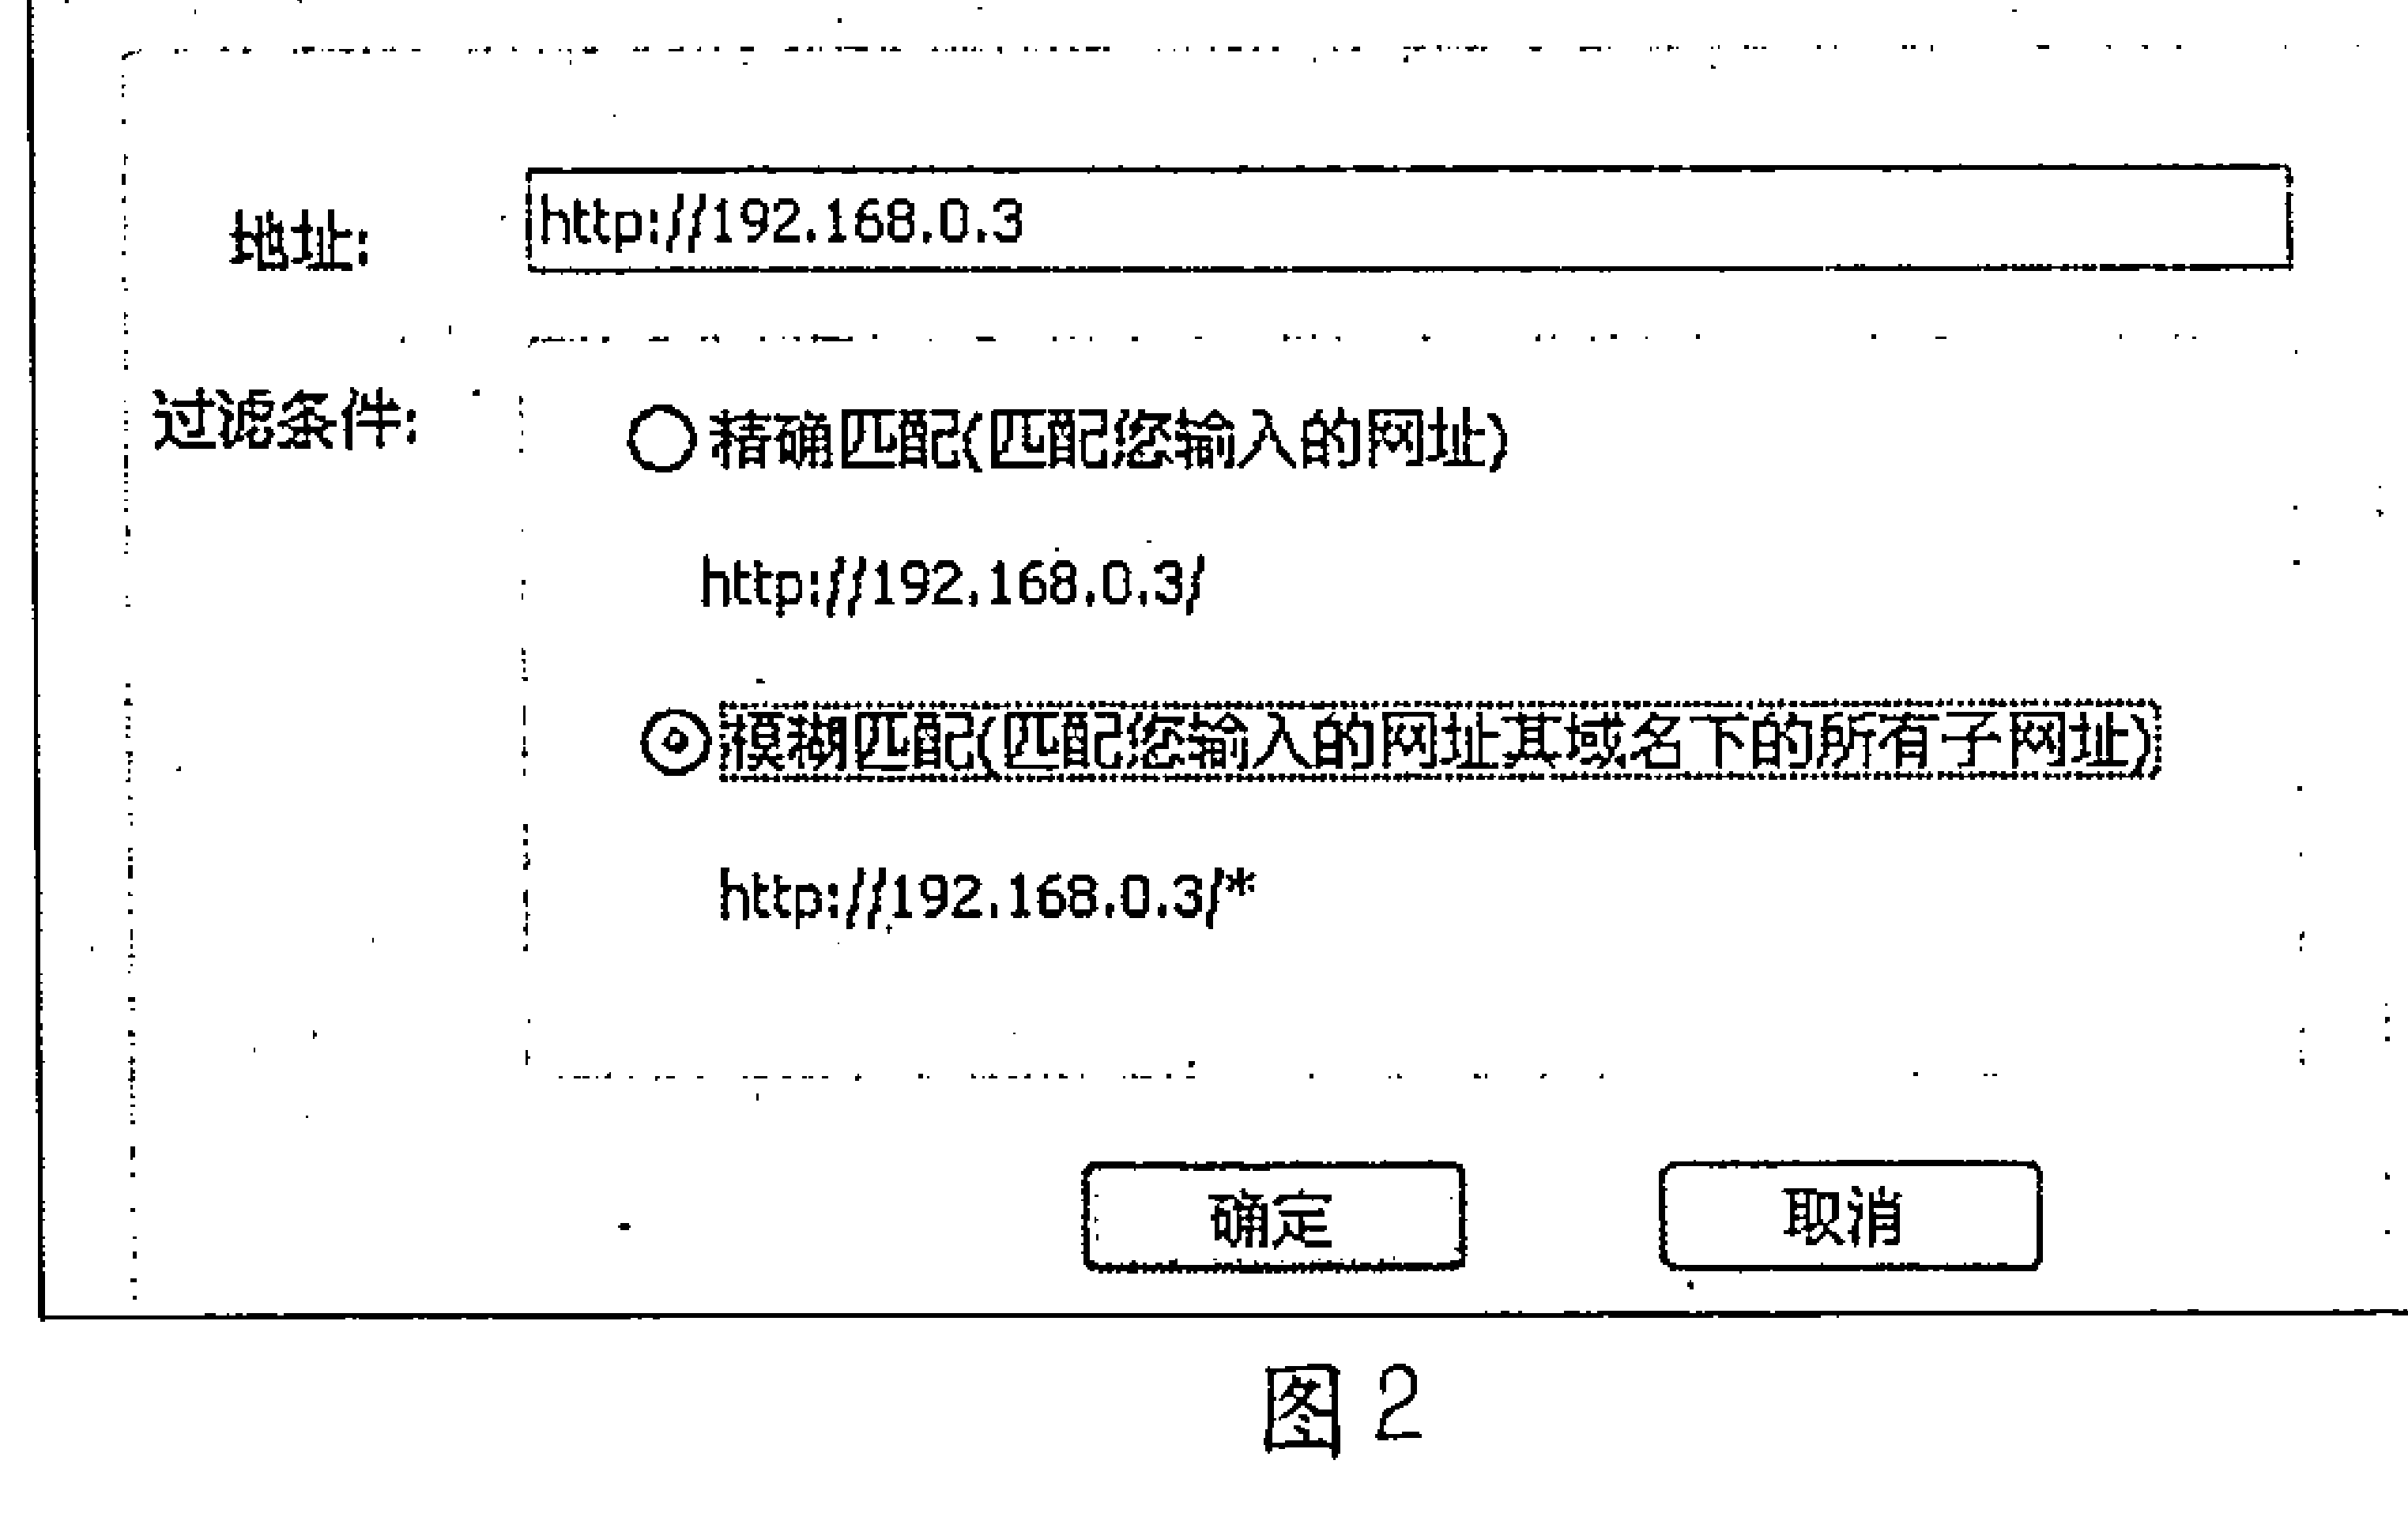 地址: http://192.168.0.3
过滤条件: 精确匹配(匹配您输入的网址)
http://192.168.0.3/
模糊匹配(匹配您输入的网址其域名下的所有子网址)
http://192.168.0.3/*
确定 取消
图 2